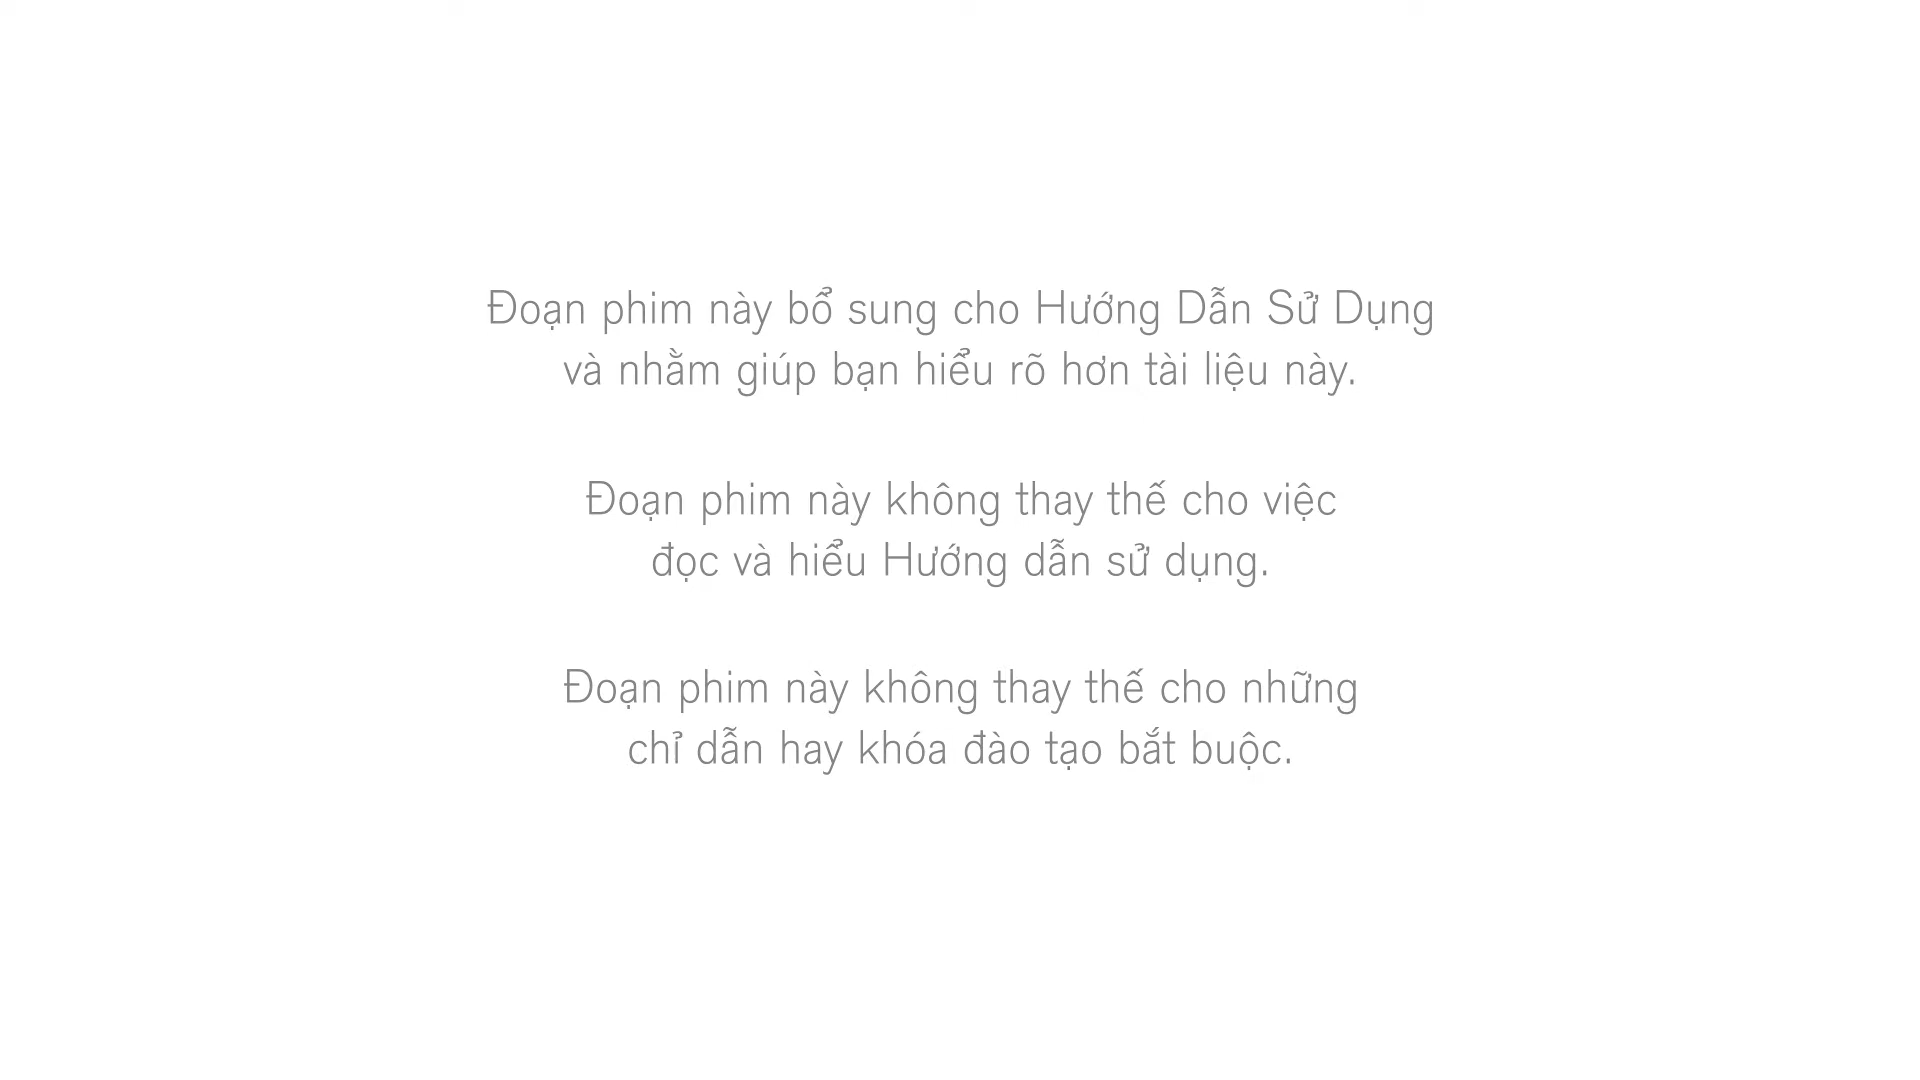 Đoạn phim này bổ sung cho Hướng Dẫn Sử Dụng
và nhằm giúp bạn hiểu rõ hơn tài liệu này.
Đoạn phim này không thay thế cho việc
đọc và hiểu Hướng dẫn sử dụng.
Đoạn phim này không thay thế cho những
chỉ dẫn hay khóa đào tạo bắt buộc.